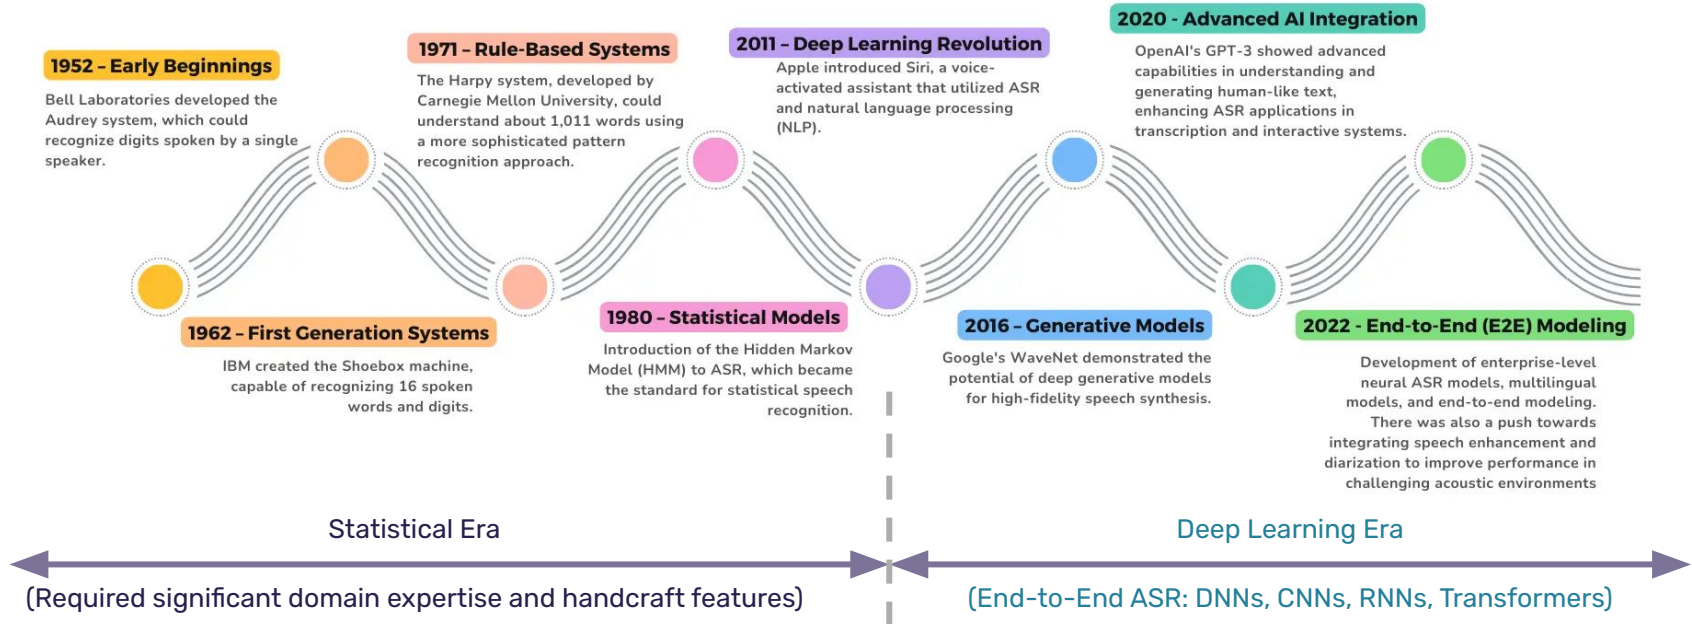 1952 – Early Beginnings
Bell Laboratories developed the
Audrey system, which could
recognize digits spoken by a single
speaker.
1962 – First Generation Systems
IBM created the Shoebox machine,
capable of recognizing 16 spoken
words and digits.
1971 – Rule-Based Systems
The Harpy system, developed by
Carnegie Mellon University, could
understand about 1,011 words using
a more sophisticated pattern
recognition approach.
1980 – Statistical Models
Introduction of the Hidden Markov
Model (HMM) to ASR, which became
the standard for statistical speech
recognition.
2011 – Deep Learning Revolution
Apple introduced Siri, a voice-
activated assistant that utilized ASR
and natural language processing
(NLP).
2016 – Generative Models
Google's WaveNet demonstrated the
potential of deep generative models
for high-fidelity speech synthesis.
2020 - Advanced AI Integration
OpenAI's GPT-3 showed advanced
capabilities in understanding and
generating human-like text,
enhancing ASR applications in
transcription and interactive systems.
2022 - End-to-End (E2E) Modeling
Development of enterprise-level
neural ASR models, multilingual
models, and end-to-end modeling.
There was also a push towards
integrating speech enhancement and
diarization to improve performance in
challenging acoustic environments
Statistical Era
(Required significant domain expertise and handcraft features)
Deep Learning Era
(End-to-End ASR: DNNs, CNNs, RNNs, Transformers)